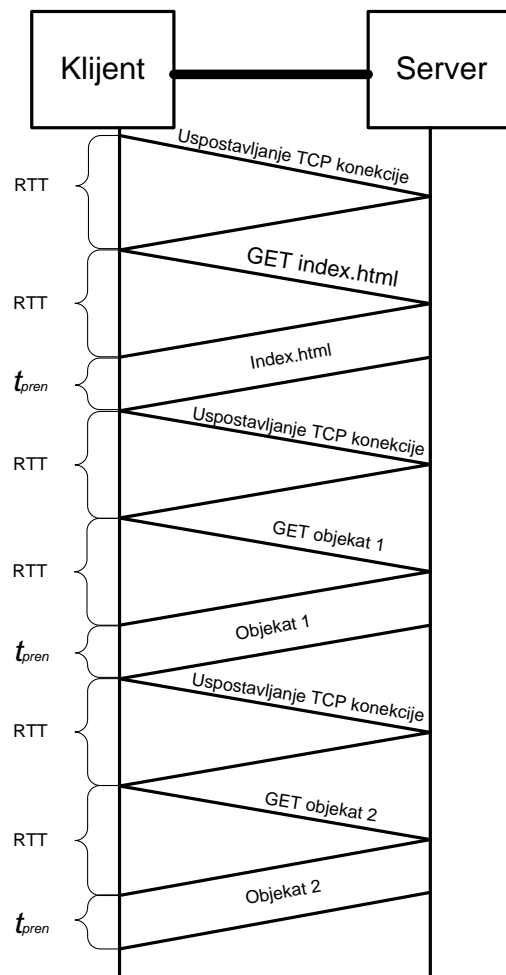 Klijent
Server
Uspostavljanje TCP konekcije
RTT
GET index.html
RTT
Index.html
tpren
Uspostavljanje TCP konekcije
RTT
GET objekat 1
RTT
Objekat 1
tpren
Uspostavljanje TCP konekcije
RTT
GET objekat 2
RTT
Objekat 2
tpren